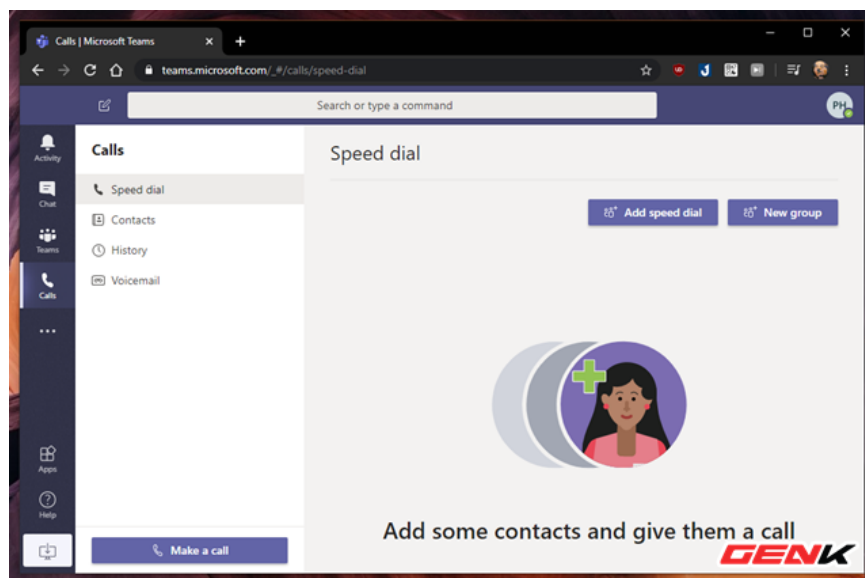 Calls | Microsoft Teams
teams.microsoft.com/_#/calls/speed-dial
Search or type a command
PH
Activity
Chat
Teams
Calls
Apps
Help
Calls
Speed dial
Contacts
History
Voicemail
Make a call
Speed dial
Add speed dial
New group
Add some contacts and give them a call
GENK